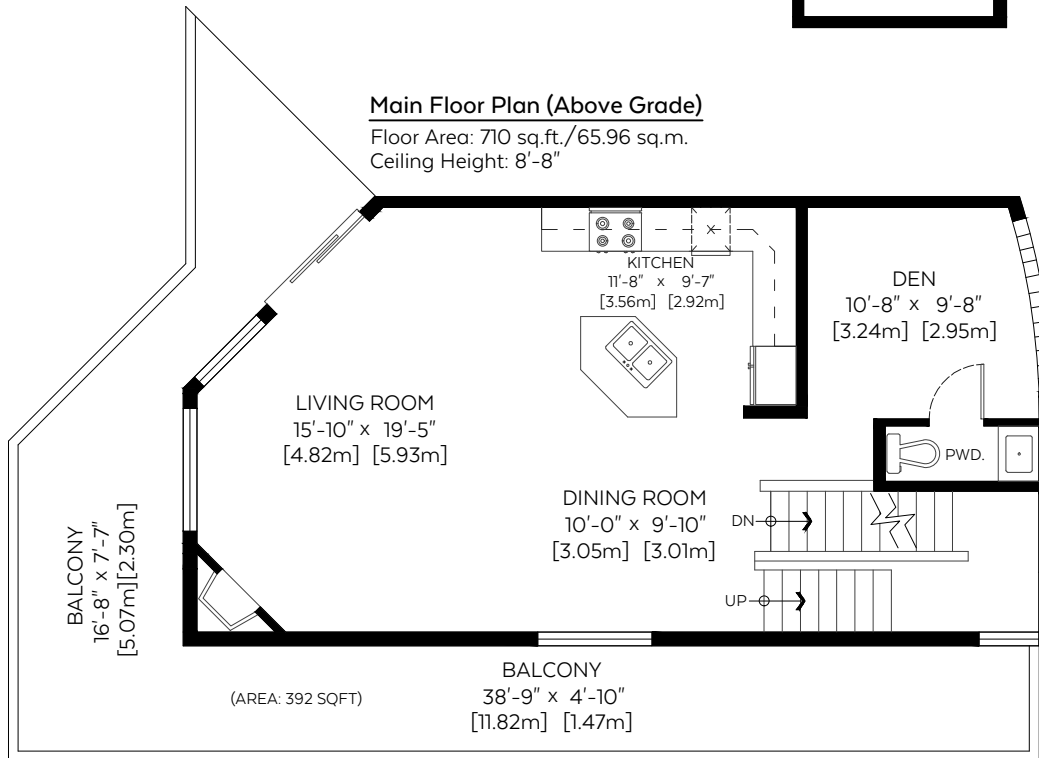 Main Floor Plan (Above Grade)
Floor Area: 710 sq.ft./65.96 sq.m.
Ceiling Height: 8'-8"
KITCHEN
11'-8" x 9'-7"
[3.56m] [2.92m]
DEN
10'-8" x 9'-8"
[3.24m] [2.95m]
LIVING ROOM
15'-10" x 19'-5"
[4.82m] [5.93m]
PWD.
DINING ROOM
10'-0" x 9'-10"
[3.05m] [3.01m]
DN
UP
BALCONY
16'-8" x 7'-7"
[5.07m][2.30m]
BALCONY
38'-9" x 4'-10"
[11.82m] [1.47m]
(AREA: 392 SQFT)